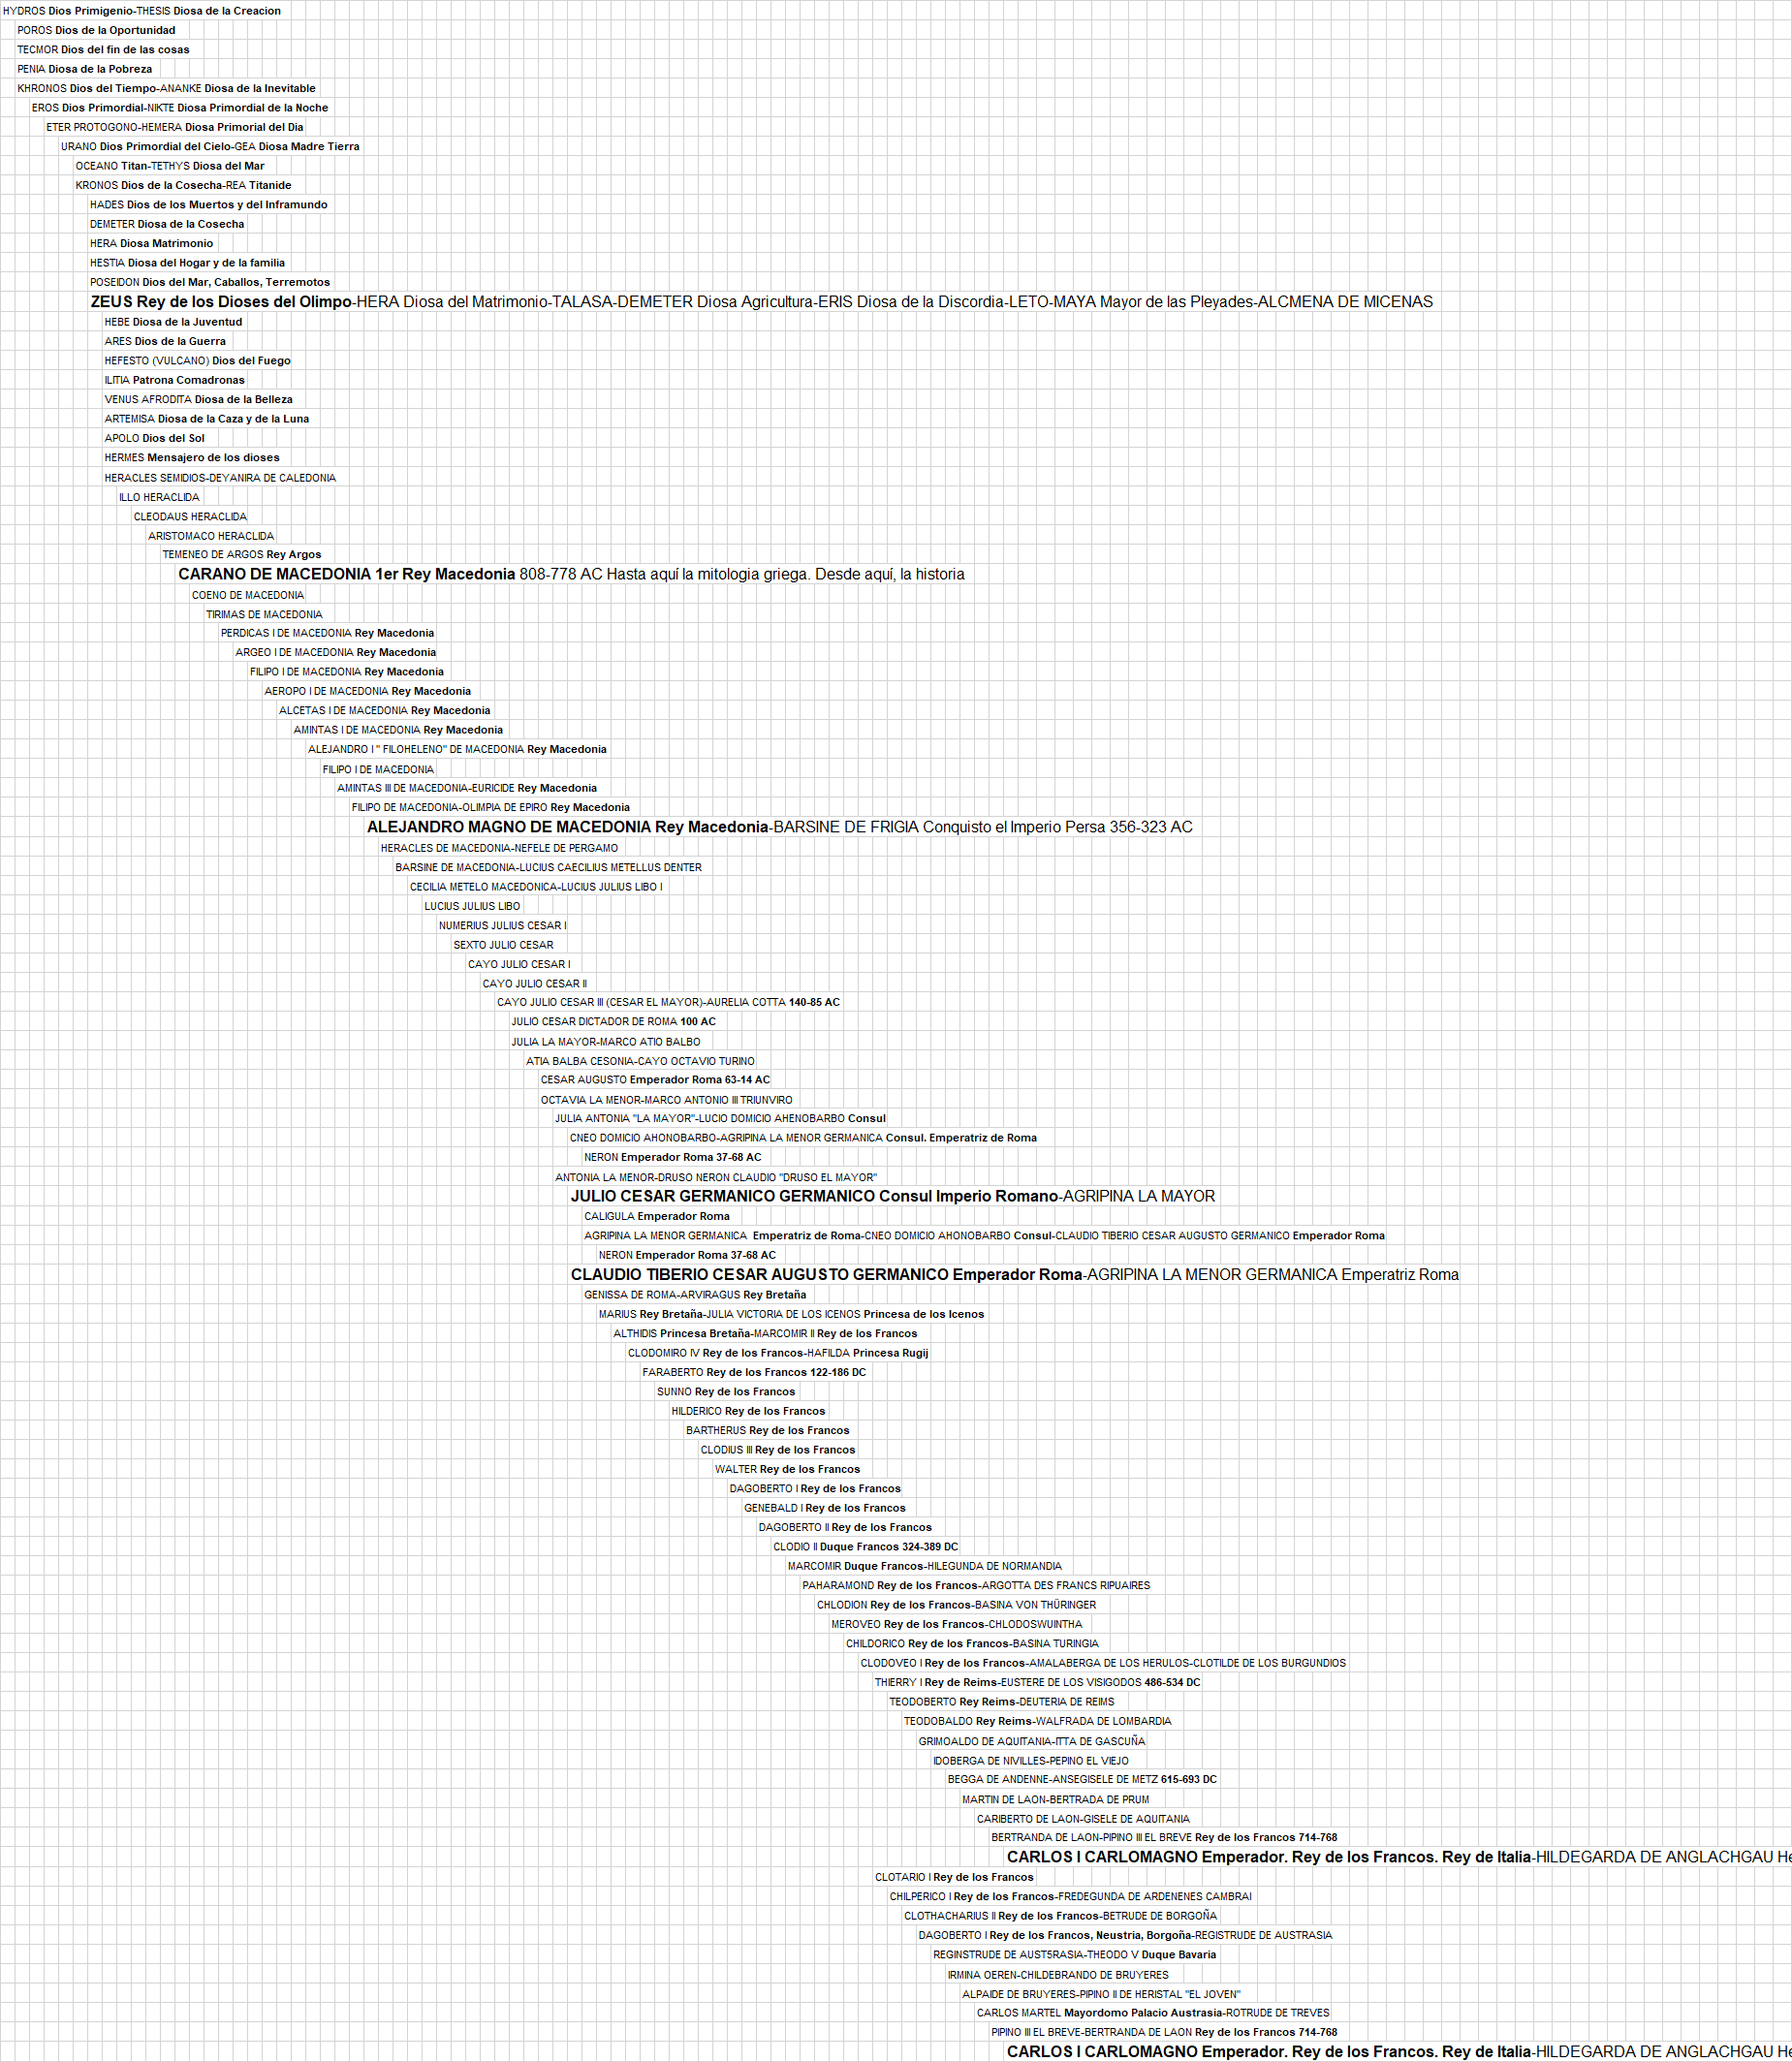 HYDROS Dios Primigenio-THESIS Diosa de la Creacion
POROS Dios de la Oportunidad
TECMOR Dios del fin de las cosas
PENIA Diosa de la Pobreza
KHRONOS Dios del Tiempo-ANANKE Diosa de la Inevitable
EROS Dios Primordial-NIKTE Diosa Primordial de la Noche
ETER PROTOGONO-HEMERA Diosa Primorial del Dia
URANO Dios Primordial del Cielo-GEA Diosa Madre Tierra
OCEANO Titan-TETHYS Diosa del Mar
KRONOS Dios de la Cosecha-REA Titanide
HADES Dios de los Muertos y del Inframundo
DEMETER Diosa de la Cosecha
HERA Diosa Matrimonio
HESTIA Diosa del Hogar y de la familia
POSEIDON Dios del Mar, Caballos, Terremotos
ZEUS Rey de los Dioses del Olimpo-HERA Diosa del Matrimonio-TALASA-DEMETER Diosa Agricultura-ERIS Diosa de la Discordia-LETO-MAYA Mayor de las Pleyades-ALCMENA DE MICENAS
HEBE Diosa de la Juventud
ARES Dios de la Guerra
HEFESTO (VULCANO) Dios del Fuego
ILITIA Patrona Comadronas
VENUS AFRODITA Diosa de la Belleza
ARTEMISA Diosa de la Caza y de la Luna
APOLO Dios del Sol
HERMES Mensajero de los dioses
HERACLES SEMIDIOS-DEYANIRA DE CALEDONIA
ILLO HERACLIDA
CLEODAUS HERACLIDA
ARISTOMACO HERACLIDA
TEMENEO DE ARGOS Rey Argos
CARANO DE MACEDONIA 1er Rey Macedonia 808-778 AC Hasta aquí la mitologia griega. Desde aquí, la historia
COENO DE MACEDONIA
TIRIMAS DE MACEDONIA
PERDICAS I DE MACEDONIA Rey Macedonia
ARGEO I DE MACEDONIA Rey Macedonia
FILIPO I DE MACEDONIA Rey Macedonia
AEROPO I DE MACEDONIA Rey Macedonia
ALCETAS I DE MACEDONIA Rey Macedonia
AMINTAS I DE MACEDONIA Rey Macedonia
ALEJANDRO I " FILOHELENO" DE MACEDONIA Rey Macedonia
FILIPO I DE MACEDONIA
AMINTAS III DE MACEDONIA-EURICIDE Rey Macedonia
FILIPO DE MACEDONIA-OLIMPIA DE EPIRO Rey Macedonia
ALEJANDRO MAGNO DE MACEDONIA Rey Macedonia-BARSINE DE FRIGIA Conquisto el Imperio Persa 356-323 AC
HERACLES DE MACEDONIA-NEFELE DE PERGAMO
BARSINE DE MACEDONIA-LUCIUS CAECILIUS METELLUS DENTER
CECILIA METELO MACEDONICA-LUCIUS JULIUS LIBO I
LUCIUS JULIUS LIBO
NUMERIUS JULIUS CESAR I
SEXTO JULIO CESAR
CAYO JULIO CESAR I
CAYO JULIO CESAR II
CAYO JULIO CESAR III (CESAR EL MAYOR)-AURELIA COTTA 140-85 AC
JULIO CESAR DICTADOR DE ROMA 100 AC
JULIA LA MAYOR-MARCO ATIO BALBO
ATIA BALBA CESONIA-CAYO OCTAVIO TURINO
CESAR AUGUSTO Emperador Roma 63-14 AC
OCTAVIA LA MENOR-MARCO ANTONIO III TRIUNVIRO
JULIA ANTONIA "LA MAYOR"-LUCIO DOMICIO AHENOBARBO Consul
CNEO DOMICIO AHONOBARBO-AGRIPINA LA MENOR GERMANICA Consul. Emperatriz de Roma
NERON Emperador Roma 37-68 AC
ANTONIA LA MENOR-DRUSO NERON CLAUDIO "DRUSO EL MAYOR"
JULIO CESAR GERMANICO GERMANICO Consul Imperio Romano-AGRIPINA LA MAYOR
CALIGULA Emperador Roma
AGRIPINA LA MENOR GERMANICA  Emperatriz de Roma-CNEO DOMICIO AHONOBARBO Consul-CLAUDIO TIBERIO CESAR AUGUSTO GERMANICO Emperador Roma
NERON Emperador Roma 37-68 AC
CLAUDIO TIBERIO CESAR AUGUSTO GERMANICO Emperador Roma-AGRIPINA LA MENOR GERMANICA Emperatriz Roma
GENISSA DE ROMA-ARVIRAGUS Rey Bretaña
MARIUS Rey Bretaña-JULIA VICTORIA DE LOS ICENOS Princesa de los Icenos
ALTHIDIS Princesa Bretaña-MARCOMIR II Rey de los Francos
CLODOMIRO IV Rey de los Francos-HAFILDA Princesa Rugij
FARABERTO Rey de los Francos 122-186 DC
SUNNO Rey de los Francos
HILDERICO Rey de los Francos
BARTHERUS Rey de los Francos
CLODIUS III Rey de los Francos
WALTER Rey de los Francos
DAGOBERTO I Rey de los Francos
GENEBALD I Rey de los Francos
DAGOBERTO II Rey de los Francos
CLODIO II Duque Francos 324-389 DC
MARCOMIR Duque Francos-HILEGUNDA DE NORMANDIA
PAHARAMOND Rey de los Francos-ARGOTTA DES FRANCS RIPUAIRES
CHLODION Rey de los Francos-BASINA VON THÜRINGER
MEROVEO Rey de los Francos-CHLODOSWUINTHA
CHILDORICO Rey de los Francos-BASINA TURINGIA
CLODOVEO I Rey de los Francos-AMALABERGA DE LOS HERULOS-CLOTILDE DE LOS BURGUNDIOS
THIERRY I Rey de Reims-EUSTERE DE LOS VISIGODOS 486-534 DC
TEODOBERTO Rey Reims-DEUTERIA DE REIMS
TEODOBALDO Rey Reims-WALFRADA DE LOMBARDIA
GRIMOALDO DE AQUITANIA-ITTA DE GASCUÑA
IDOBERGA DE NIVILLES-PEPINO EL VIEJO
BEGGA DE ANDENNE-ANSEGISELE DE METZ 615-693 DC
MARTIN DE LAON-BERTRADA DE PRUM
CARIBERTO DE LAON-GISELE DE AQUITANIA
BERTRANDA DE LAON-PIPINO III EL BREVE Rey de los Francos 714-768
CARLOS I CARLOMAGNO Emperador. Rey de los Francos. Rey de Italia-HILDEGARDA DE ANGLACHGAU He
CLOTARIO I Rey de los Francos
CHILPERICO I Rey de los Francos-FREDEGUNDA DE ARDENENES CAMBRAI
CLOTHACHARIUS II Rey de los Francos-BETRUDE DE BORGOÑA
DAGOBERTO I Rey de los Francos, Neustria, Borgoña-REGISTRUDE DE AUSTRASIA
REGINSTRUDE DE AUST5RASIA-THEODO V Duque Bavaria
IRMINA OEREN-CHILDEBRANDO DE BRUYERES
ALPAIDE DE BRUYERES-PIPINO II DE HERISTAL "EL JOVEN"
CARLOS MARTEL Mayordomo Palacio Austrasia-ROTRUDE DE TREVES
PIPINO III EL BREVE-BERTRANDA DE LAON Rey de los Francos 714-768
CARLOS I CARLOMAGNO Emperador. Rey de los Francos. Rey de Italia-HILDEGARDA DE ANGLACHGAU He